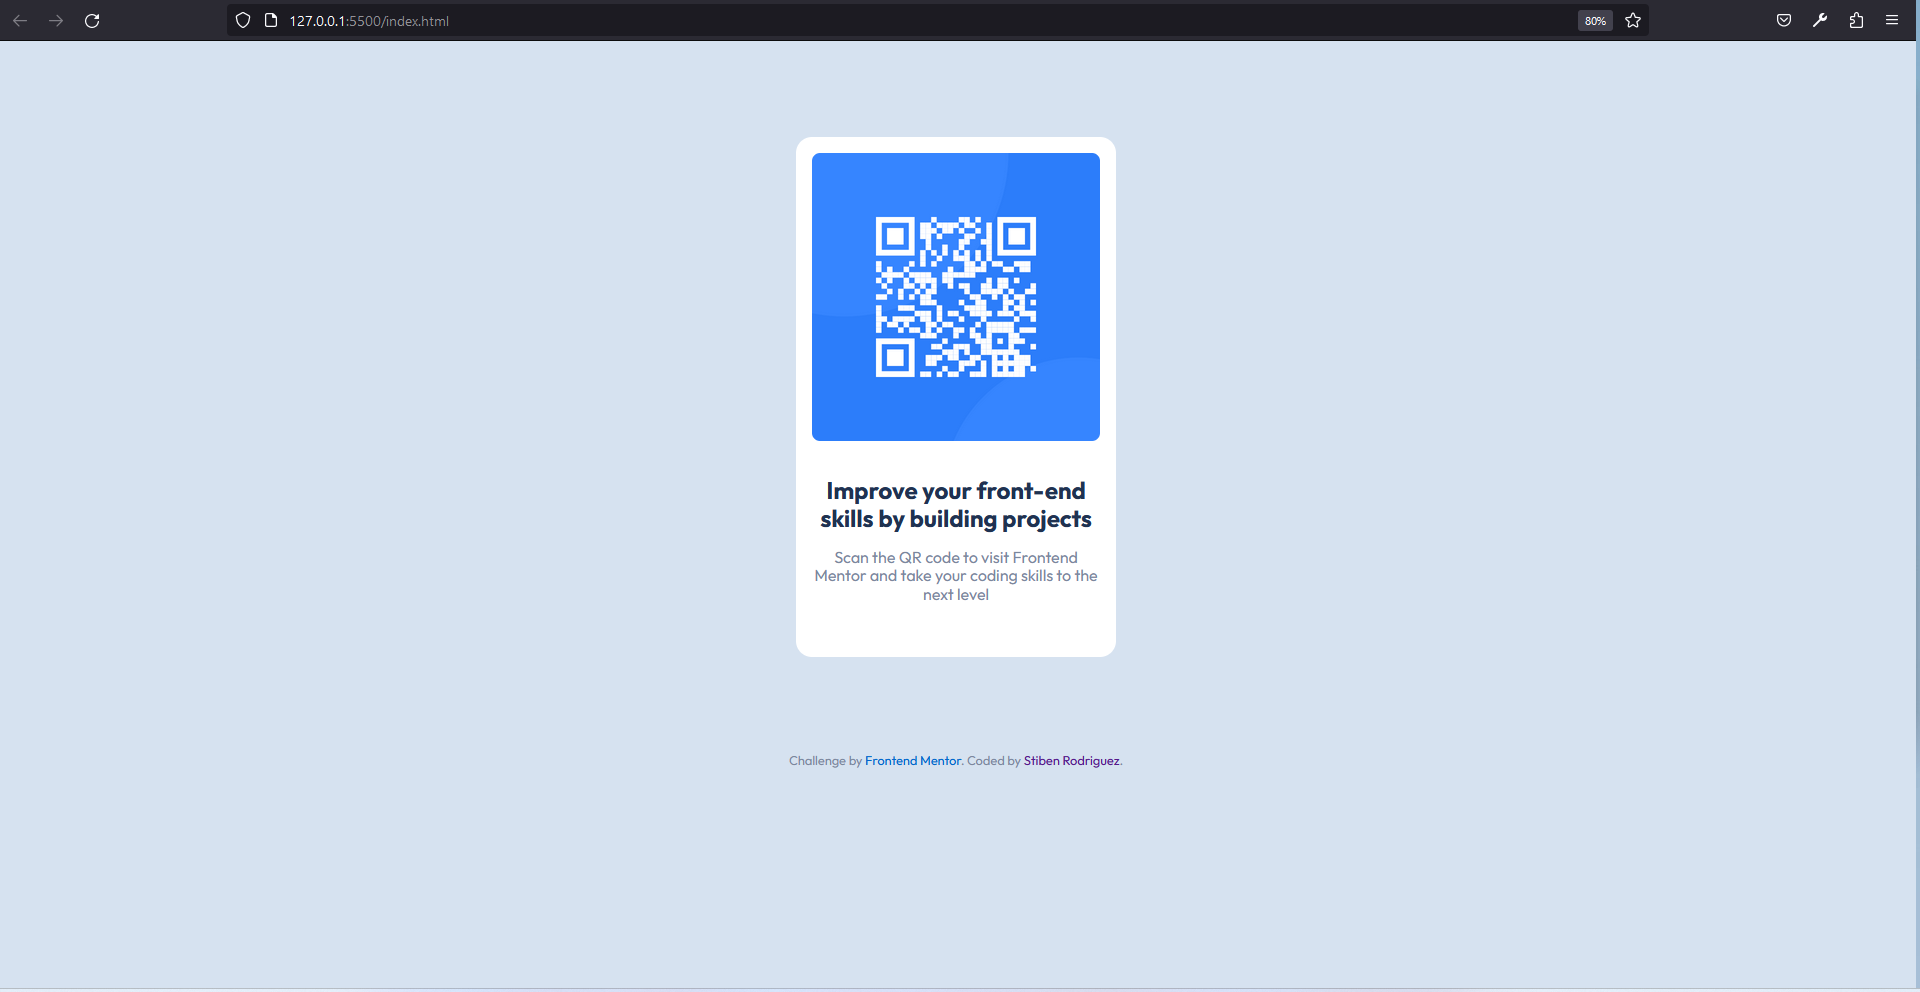 127.0.0.1:5500/index.html
80%
Improve your front-end
skills by building projects
Scan the QR code to visit Frontend
Mentor and take your coding skills to the
next level
Challenge by Frontend Mentor. Coded by Stiben Rodriguez.